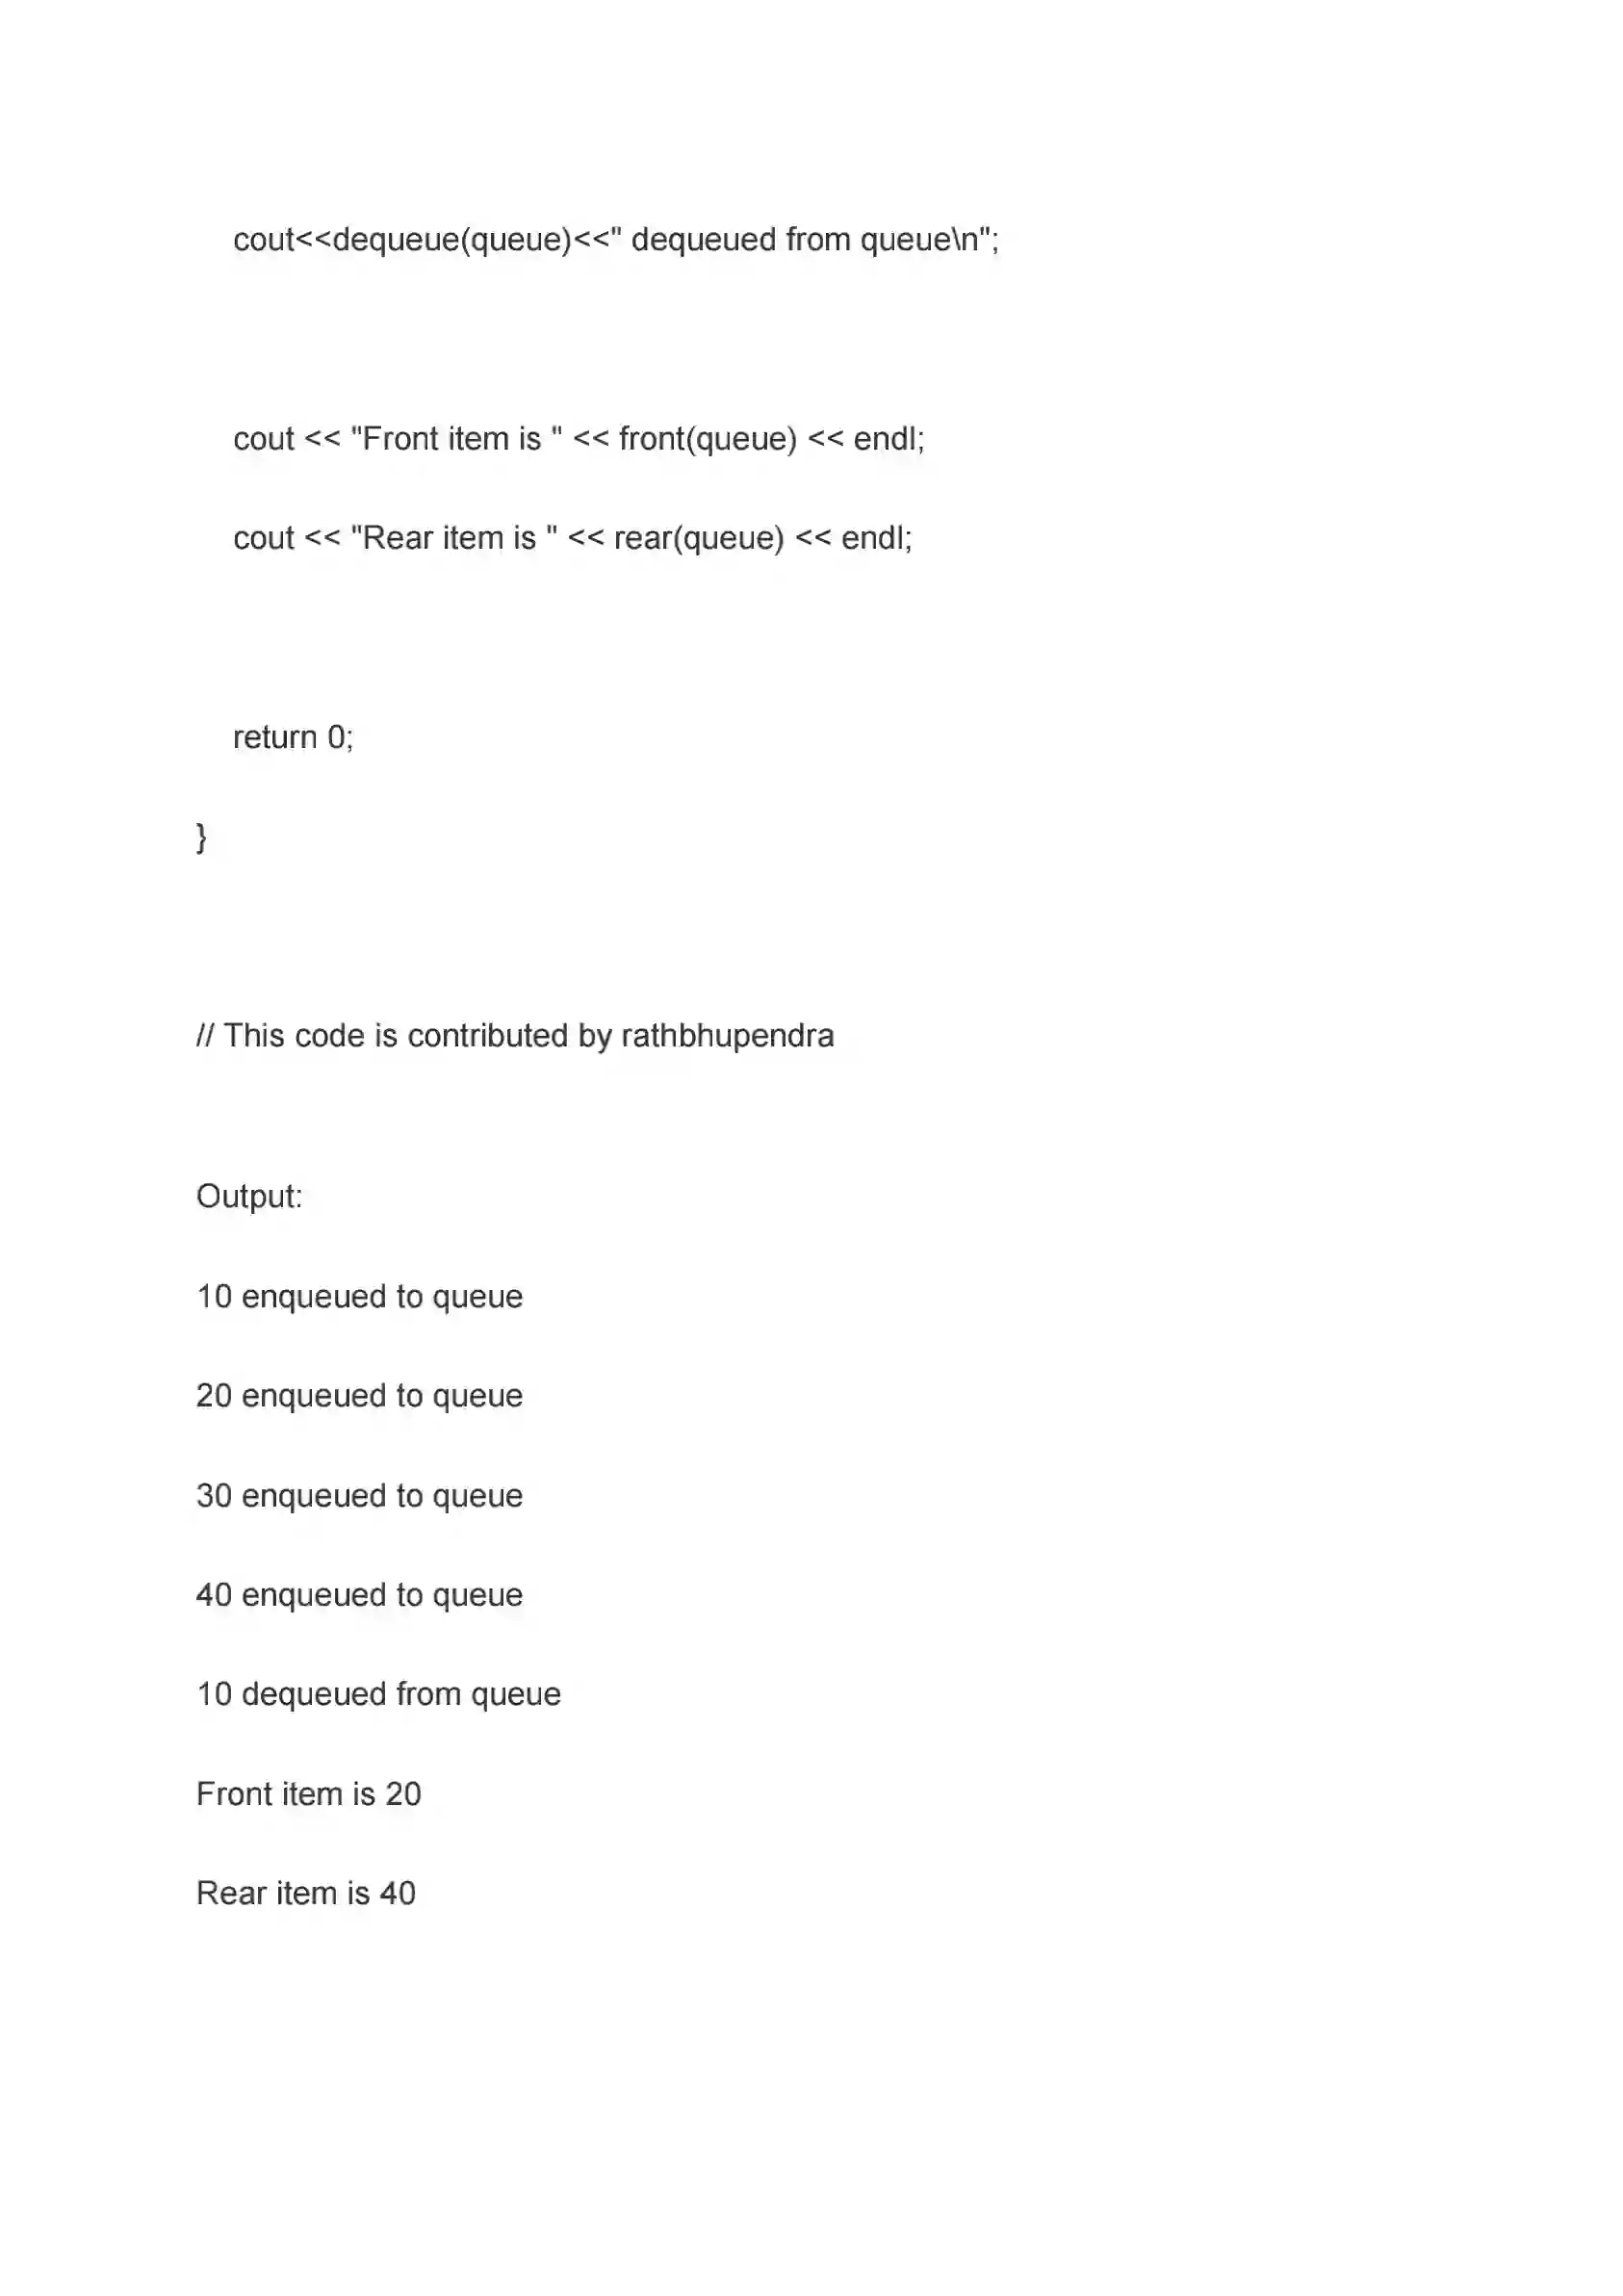 cout<<dequeue(queue)<<" dequeued from queue\n";
cout << "Front item is " << front(queue) << endl;
cout << "Rear item is " << rear(queue) << endl;
return 0;
}
// This code is contributed by rathbhupendra
Output:
10 enqueued to queue
20 enqueued to queue
30 enqueued to queue
40 enqueued to queue
10 dequeued from queue
Front item is 20
Rear item is 40